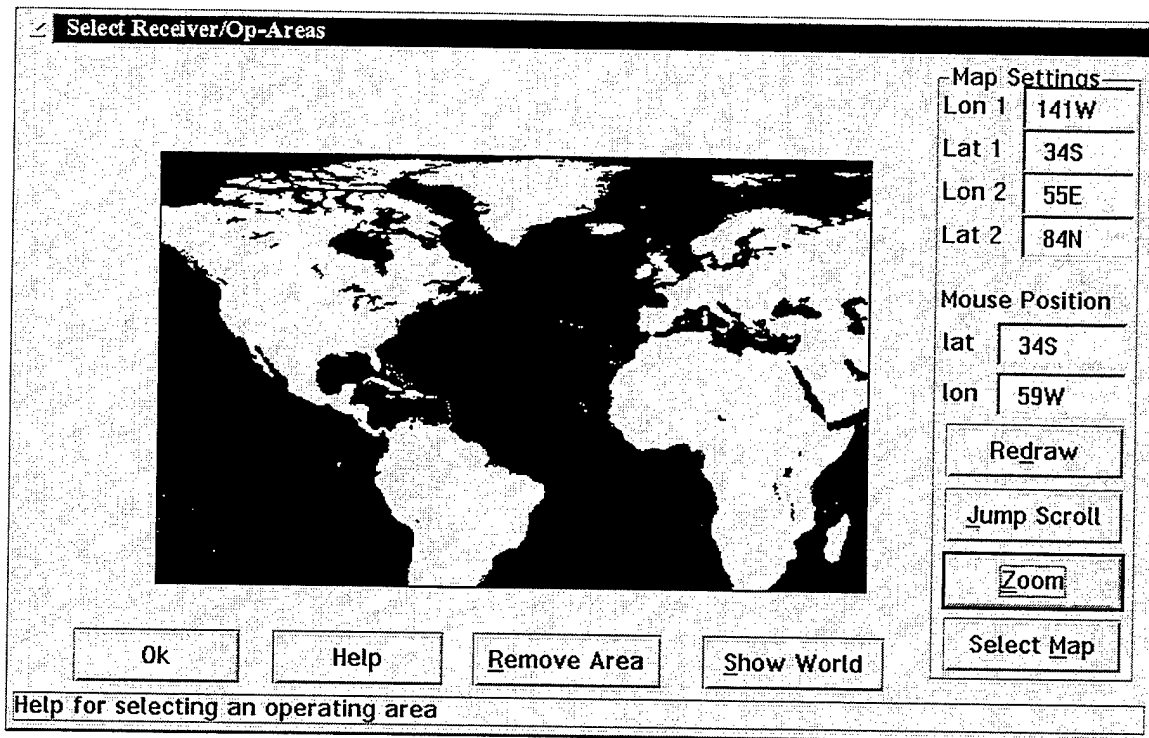 Select Receiver/Op-Areas
Map Settings
Lon 1 141W
Lat 1 34S
Lon 2 55E
Lat 2 84N
Mouse Position
lat 34S
lon 59W
Redraw
Jump Scroll
Zoom
Select Map
Ok Help Remove Area Show World
Help for selecting an operating area